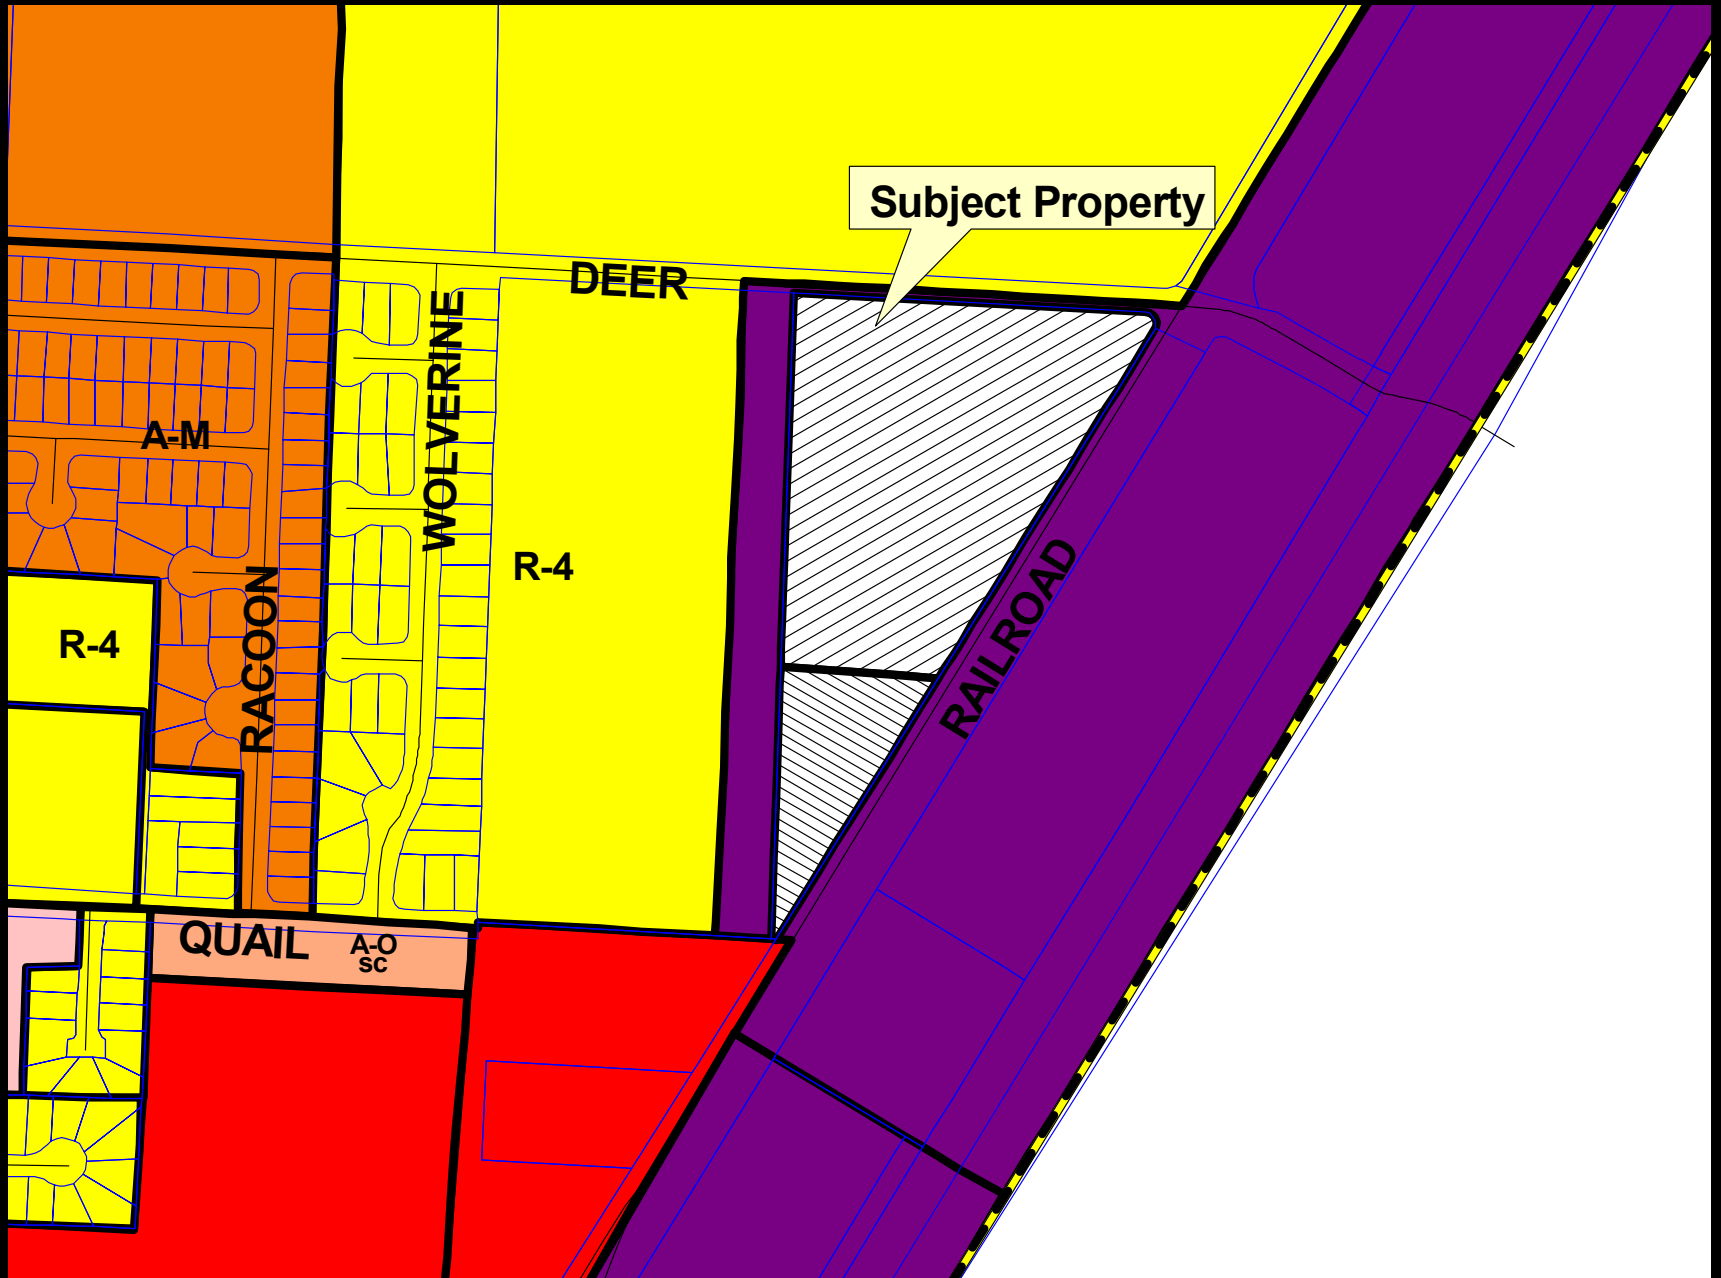 Subject Property
DEER
WOLVERINE
A-M
R-4
RAILROAD
R-4
RACOON
QUAIL
A-O
SC